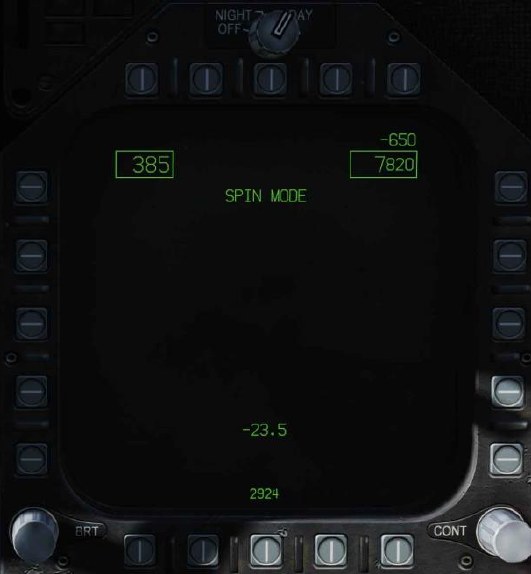 NIGHT DAY
OFF
-650
385 7820
SPIN MODE
-23.5
2924
BRT CONT